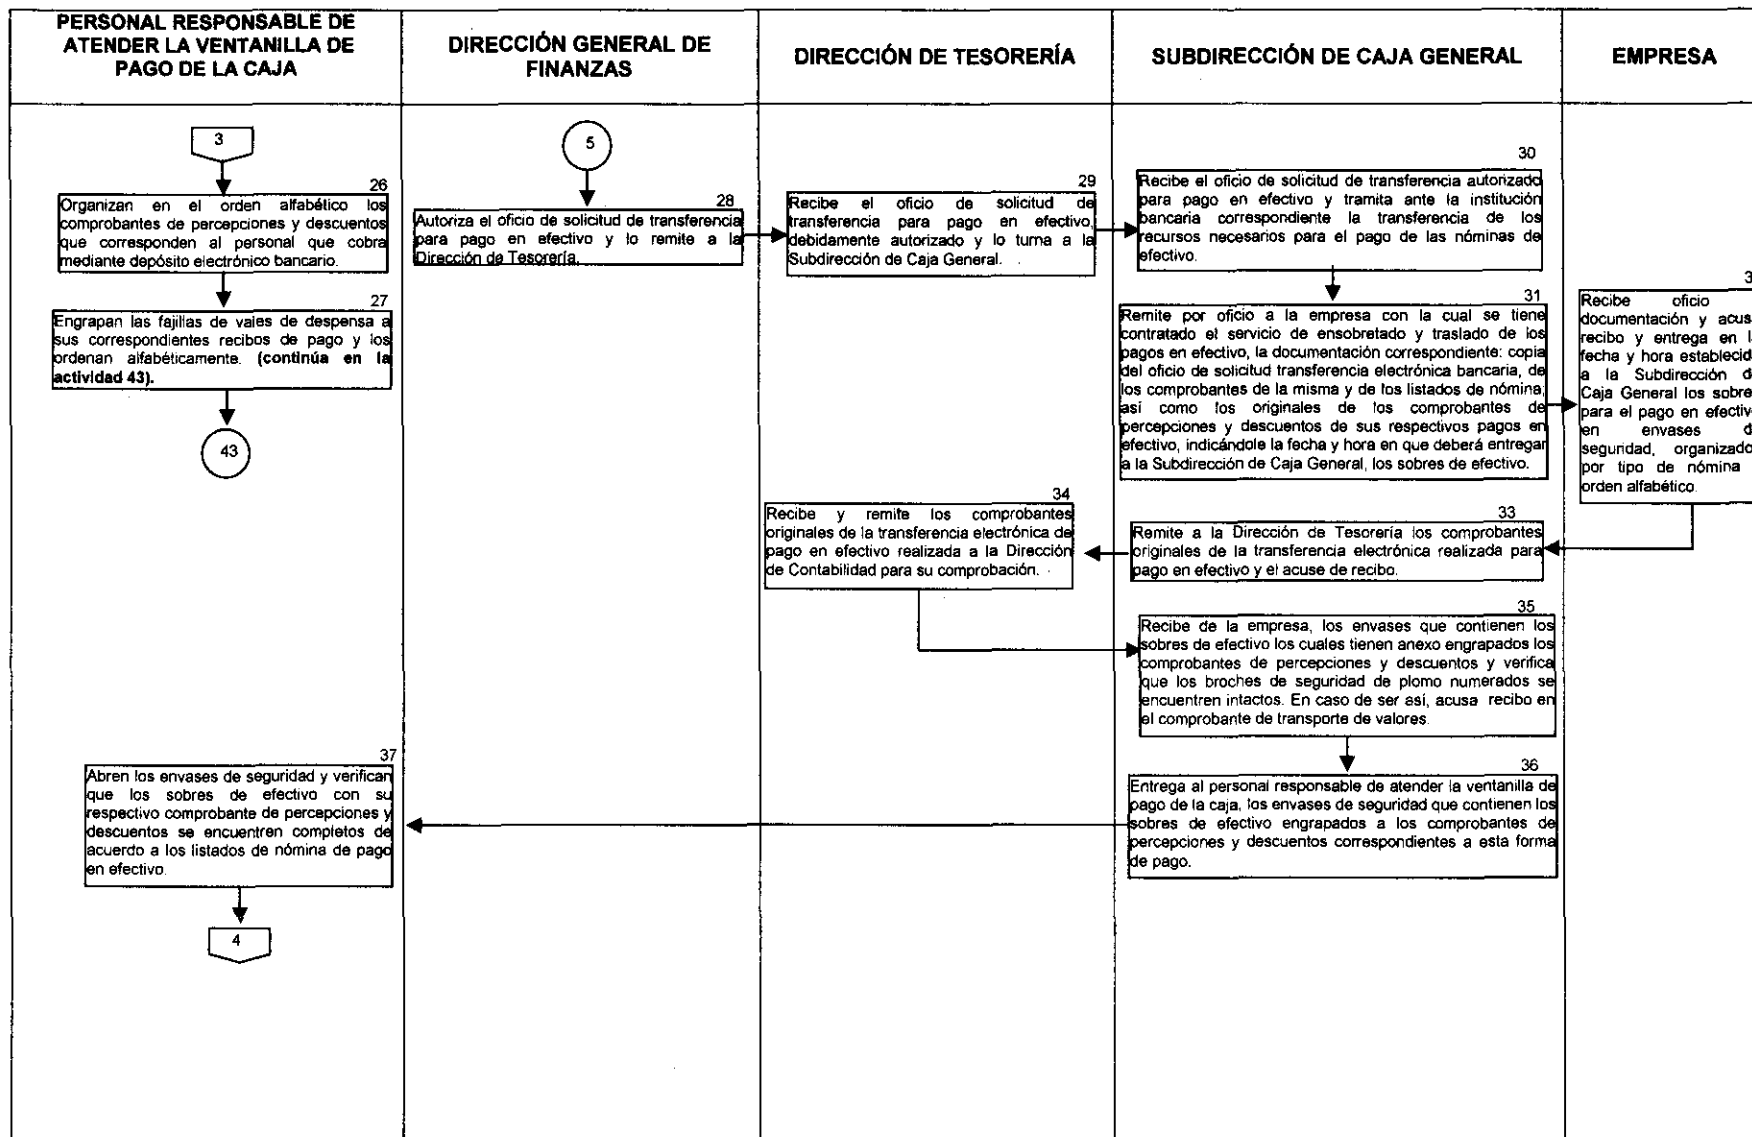 PERSONAL RESPONSABLE DE
ATENDER LA VENTANILLA DE
PAGO DE LA CAJA
DIRECCIÓN GENERAL DE
FINANZAS
DIRECCIÓN DE TESORERÍA
SUBDIRECCIÓN DE CAJA GENERAL
EMPRESA
3
26
Organizan en el orden alfabético los
comprobantes de percepciones y descuentos
que corresponden al personal que cobra
mediante depósito electrónico bancario.
27
Engrapan las fajillas de vales de despensa a
sus correspondientes recibos de pago y los
ordenan alfabéticamente. (continúa en la
actividad 43).
43
5
28
Autoriza el oficio de solicitud de transferencia
para pago en efectivo y lo remite a la
Dirección de Tesorería.
29
Recibe el oficio de solicitud de
transferencia para pago en efectivo,
debidamente autorizado y lo turna a la
Subdirección de Caja General.
30
Recibe el oficio de solicitud de transferencia autorizado
para pago en efectivo y tramita ante la institución
bancaria correspondiente la transferencia de los
recursos necesarios para el pago de las nóminas de
efectivo.
31
Remite por oficio a la empresa con la cual se tiene
contratado el servicio de ensobretado y traslado de los
pagos en efectivo, la documentación correspondiente: copia
del oficio de solicitud transferencia electrónica bancaria, de
los comprobantes de la misma y de los listados de nómina,
así como los originales de los comprobantes de
percepciones y descuentos de sus respectivos pagos en
efectivo, indicándole la fecha y hora en que deberá entregar
a la Subdirección de Caja General, los sobres de efectivo.
3
Recibe oficio
documentación y acus
recibo y entrega en l
fecha y hora establecid
a la Subdirección d
Caja General los sobre
para el pago en efectiv
en envases d
seguridad, organizado
por tipo de nómina
orden alfabético.
33
Remite a la Dirección de Tesorería los comprobantes
originales de la transferencia electrónica realizada para
pago en efectivo y el acuse de recibo.
34
Recibe y remite los comprobantes
originales de la transferencia electrónica de
pago en efectivo realizada a la Dirección
de Contabilidad para su comprobación.
35
Recibe de la empresa, los envases que contienen los
sobres de efectivo los cuales tienen anexo engrapados los
comprobantes de percepciones y descuentos y verifica
que los broches de seguridad de plomo numerados se
encuentren intactos. En caso de ser así, acusa recibo en
el comprobante de transporte de valores.
36
Entrega al personal responsable de atender la ventanilla de
pago de la caja, los envases de seguridad que contienen los
sobres de efectivo engrapados a los comprobantes de
percepciones y descuentos correspondientes a esta forma
de pago.
37
Abren los envases de seguridad y verifican
que los sobres de efectivo con su
respectivo comprobante de percepciones y
descuentos se encuentren completos de
acuerdo a los listados de nómina de pago
en efectivo.
4